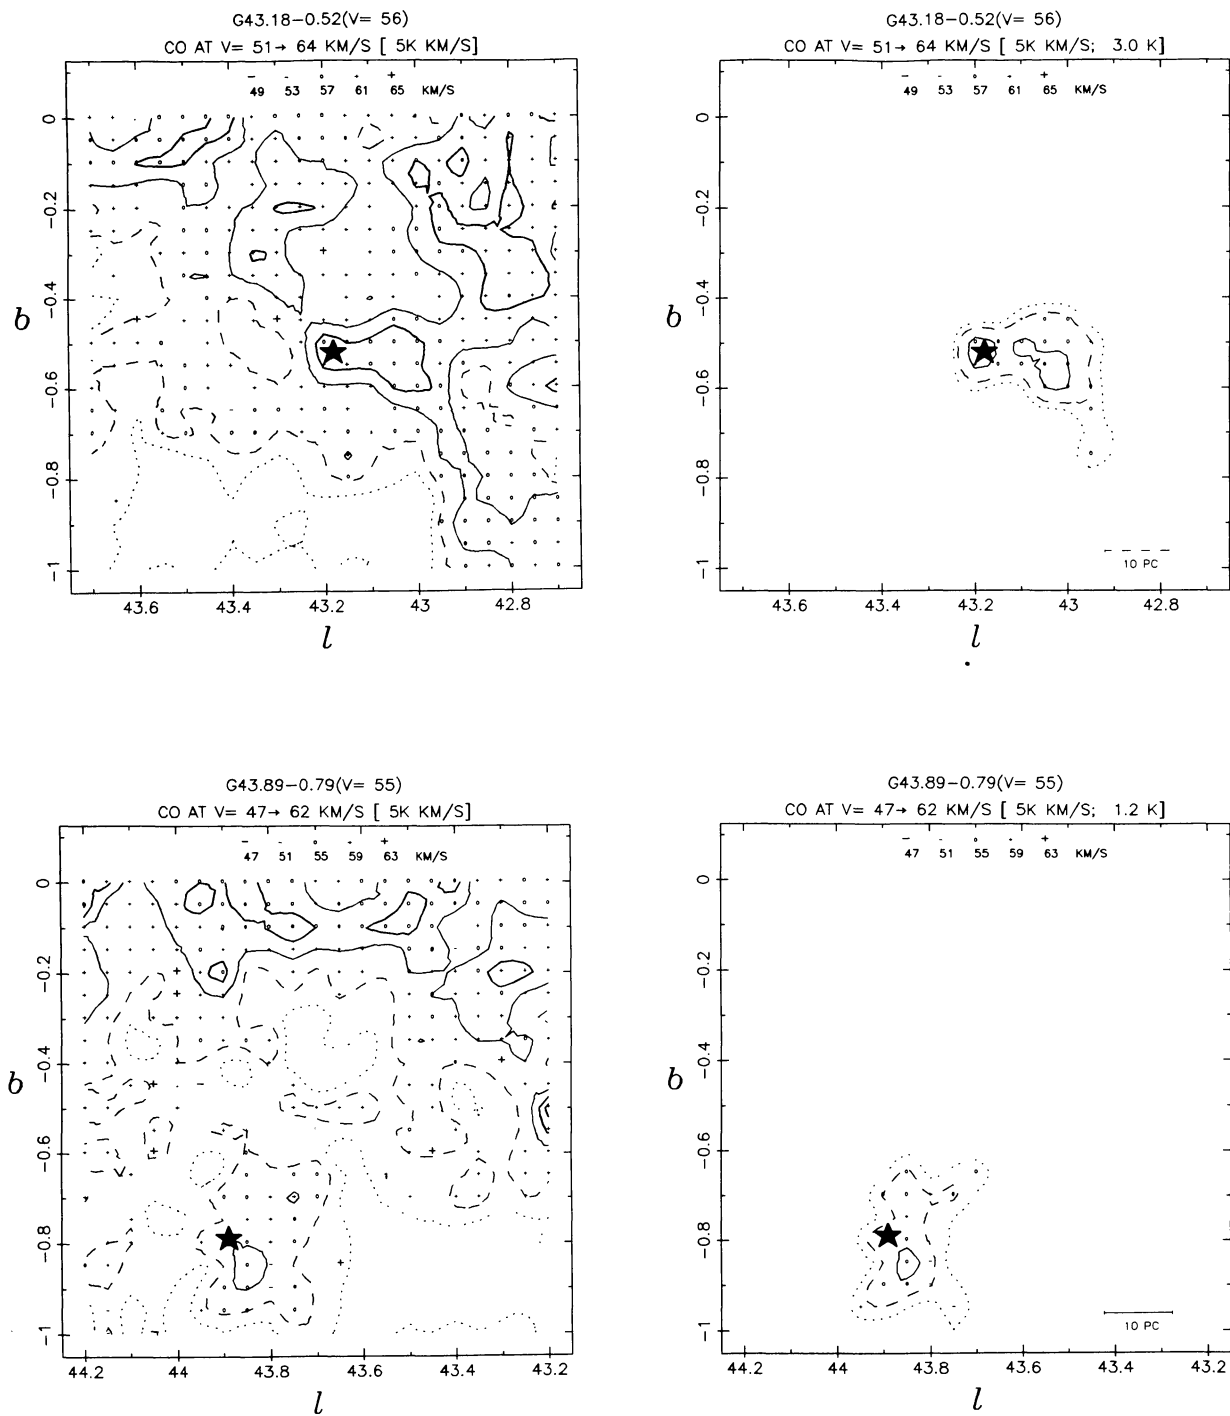 G43.18−0.52(V= 56)
CO AT V= 51→ 64 KM/S [ 5K KM/S]
49 53 57 61 65 KM/S
0
−0.2
−0.4
b
−0.6
−0.8
−1
43.6 43.4 43.2 43 42.8
l
G43.18−0.52(V= 56)
CO AT V= 51→ 64 KM/S [ 5K KM/S; 3.0 K]
49 53 57 61 65 KM/S
0
−0.2
−0.4
b
−0.6
−0.8
−1
10 PC
43.6 43.4 43.2 43 42.8
l
G43.89−0.79(V= 55)
CO AT V= 47→ 62 KM/S [ 5K KM/S]
47 51 55 59 63 KM/S
0
−0.2
−0.4
b
−0.6
−0.8
−1
44.2 44 43.8 43.6 43.4 43.2
l
G43.89−0.79(V= 55)
CO AT V= 47→ 62 KM/S [ 5K KM/S; 1.2 K]
47 51 55 59 63 KM/S
0
−0.2
−0.4
b
−0.6
−0.8
−1
10 PC
44.2 44 43.8 43.6 43.4 43.2
l